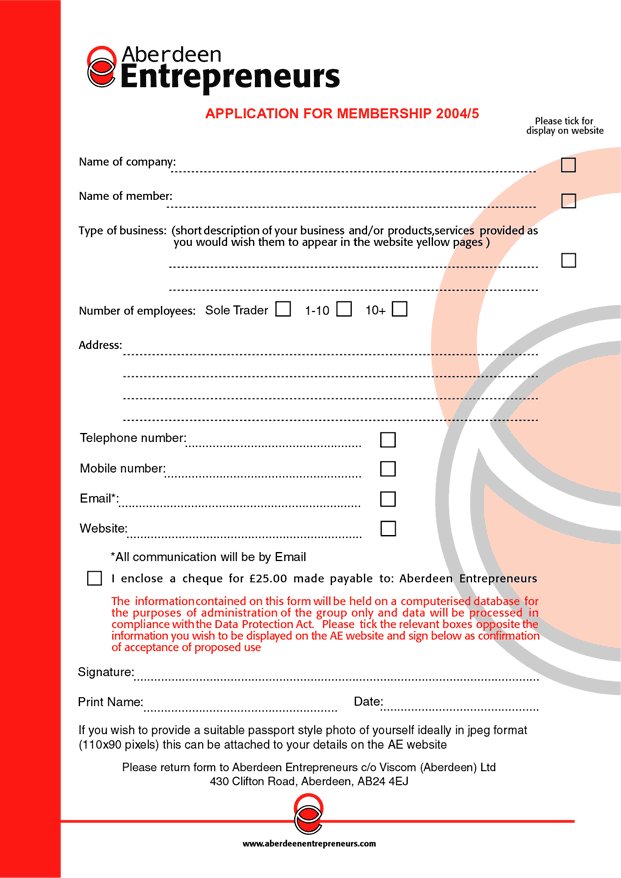 Aberdeen
Entrepreneurs
APPLICATION FOR MEMBERSHIP 2004/5
Please tick for
display on website
Name of company:
Name of member:
Type of business: (short description of your business and/or products,services provided as
you would wish them to appear in the website yellow pages )
Number of employees: Sole Trader 1-10 10+
Address:
Telephone number:
Mobile number:
Email*:
Website:
*All communication will be by Email
I enclose a cheque for £25.00 made payable to: Aberdeen Entrepreneurs
The information contained on this form will be held on a computerised database for
the purposes of administration of the group only and data will be processed in
compliance with the Data Protection Act. Please tick the relevant boxes opposite the
information you wish to be displayed on the AE website and sign below as confirmation
of acceptance of proposed use
Signature:
Print Name: Date:
If you wish to provide a suitable passport style photo of yourself ideally in jpeg format
(110x90 pixels) this can be attached to your details on the AE website
Please return form to Aberdeen Entrepreneurs c/o Viscom (Aberdeen) Ltd
430 Clifton Road, Aberdeen, AB24 4EJ
www.aberdeenentrepreneurs.com